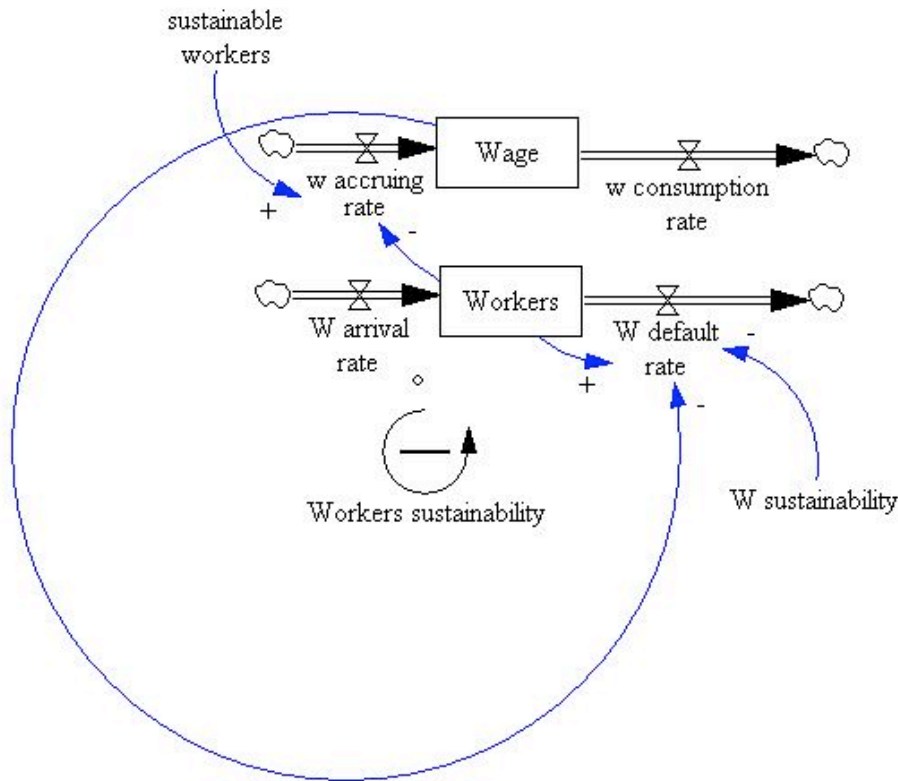 sustainable
workers
Wage
w accruing
rate
w consumption
rate
+
-
Workers
W arrival
rate
W default
rate
-
+
-
Workers sustainability
W sustainability